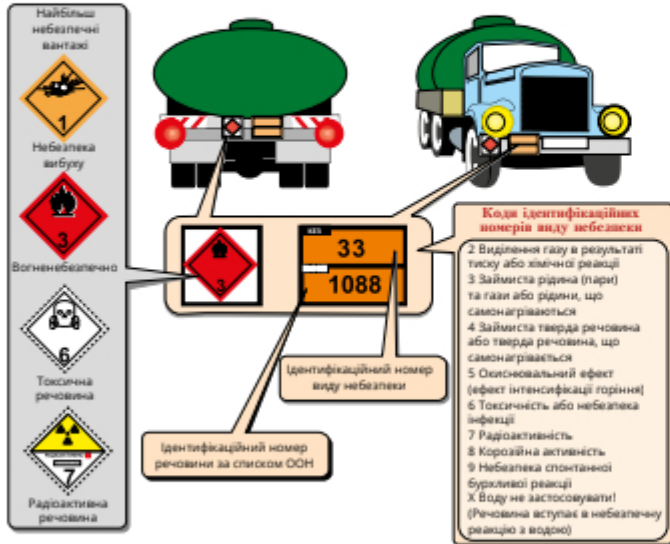 Найбільш
небезпечні
вантажі
1
Небезпека
вибуху
3
Вогненебезпечно
6
Токсична
речовина
7
Радіоактивна
речовина
3
КЕЗ
33
1088
Ідентифікаційний номер
виду небезпеки
Ідентифікаційний номер
речовини за списком ООН
Коди ідентифікаційних
номерів виду небезпеки
2 Виділення газу в результаті
тиску або хімічної реакції
3 Займиста рідина (пари)
та гази або рідини, що
самонагріваються
4 Займиста тверда речовина
або тверда речовина, що
самонагрівається
5 Окиснювальний ефект
(ефект інтенсифікації горіння)
6 Токсичність або небезпека
інфекції
7 Радіоактивність
8 Корозійна активність
9 Небезпека спонтанної
бурхливої реакції
X Воду не застосовувати!
(Речовина вступає в небезпечну
реакцію з водою)